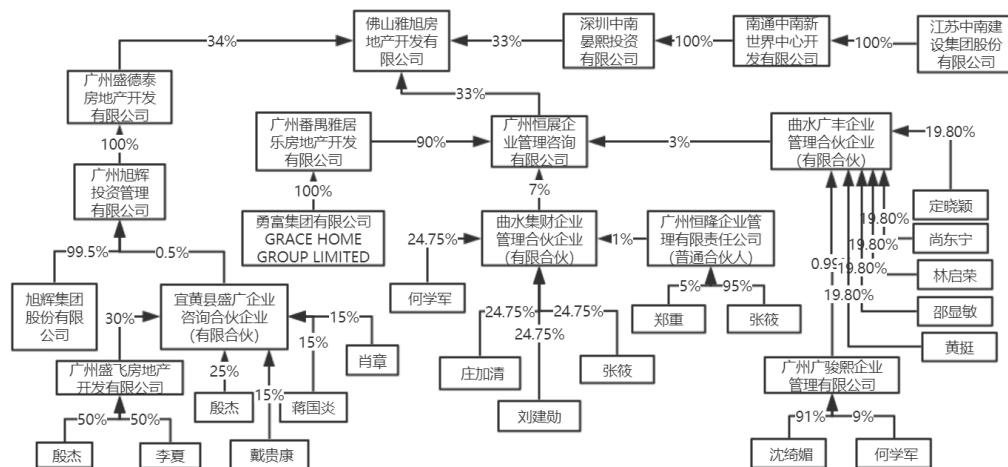 佛山雅旭房
地产开发有
限公司
深圳中南
晏熙投资
有限公司
南通中南新
世界中心开
发有限公司
江苏中南建
设集团股份
有限公司
34%
33%
100%
100%
广州盛德泰
房地产开发
有限公司
33%
广州番禺雅居
乐房地产开发
有限公司
90%
广州恒展企
业管理咨询
有限公司
3%
曲水广丰企业
管理合伙企业
(有限合伙)
19.80%
100%
广州旭辉
投资管理
有限公司
100%
7%
定晓颖
勇富集团有限公司
GRACE HOME
GROUP LIMITED
24.75%
曲水集财企业
管理合伙企业
(有限合伙)
1%
广州恒隆企业管
理有限责任公司
(普通合伙人)
19.80%
尚东宁
19.80%
99.5%
0.5%
0.99
19.80%
林启荣
旭辉集团
股份有限
公司
30%
宜黄县盛广企业
咨询合伙企业
(有限合伙)
15%
何学军
5%
95%
19.80%
邵显敏
24.75%
24.75%
24.75%
郑重
张筱
15%
肖章
黄挺
广州盛飞房地产
开发有限公司
25%
15%
庄加清
张筱
广州广骏熙企业
管理有限公司
殷杰
蒋国炎
刘建勋
50%
50%
91%
9%
殷杰
李夏
戴贵康
沈绮媚
何学军